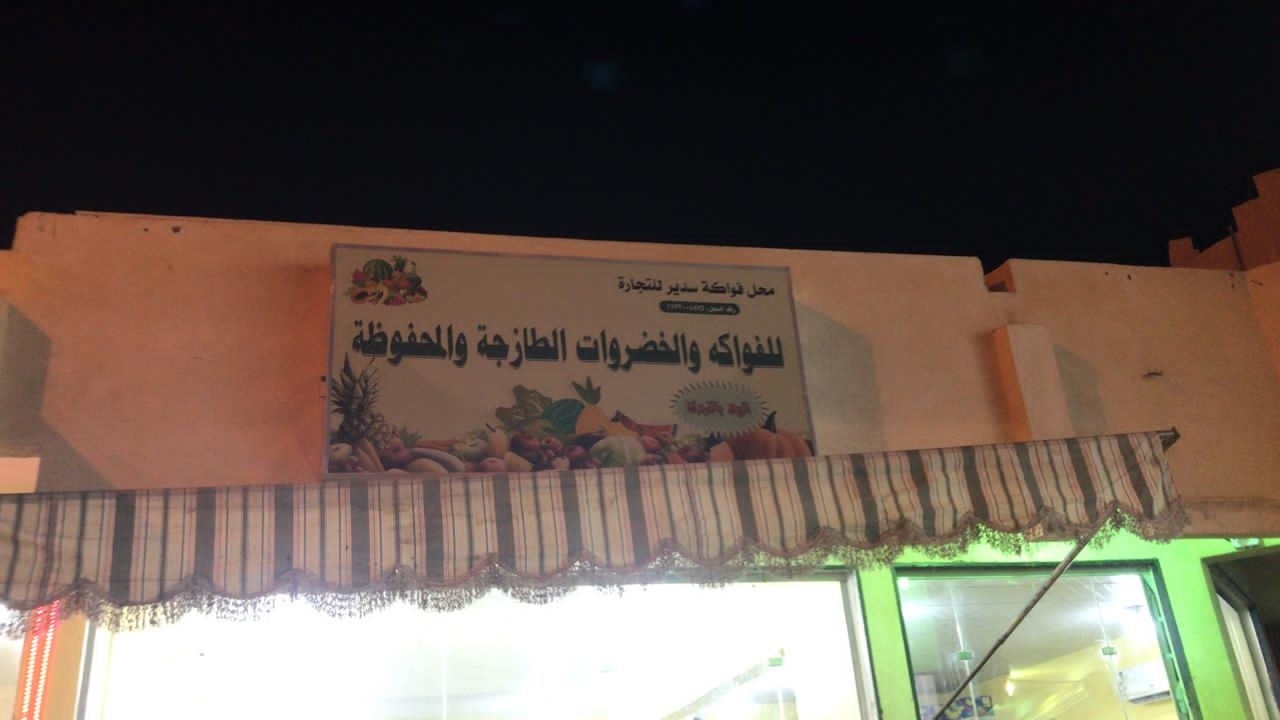 محل فواكة سدير للتجارة
للفواكه والخضروات الطازجة والمحفوظة